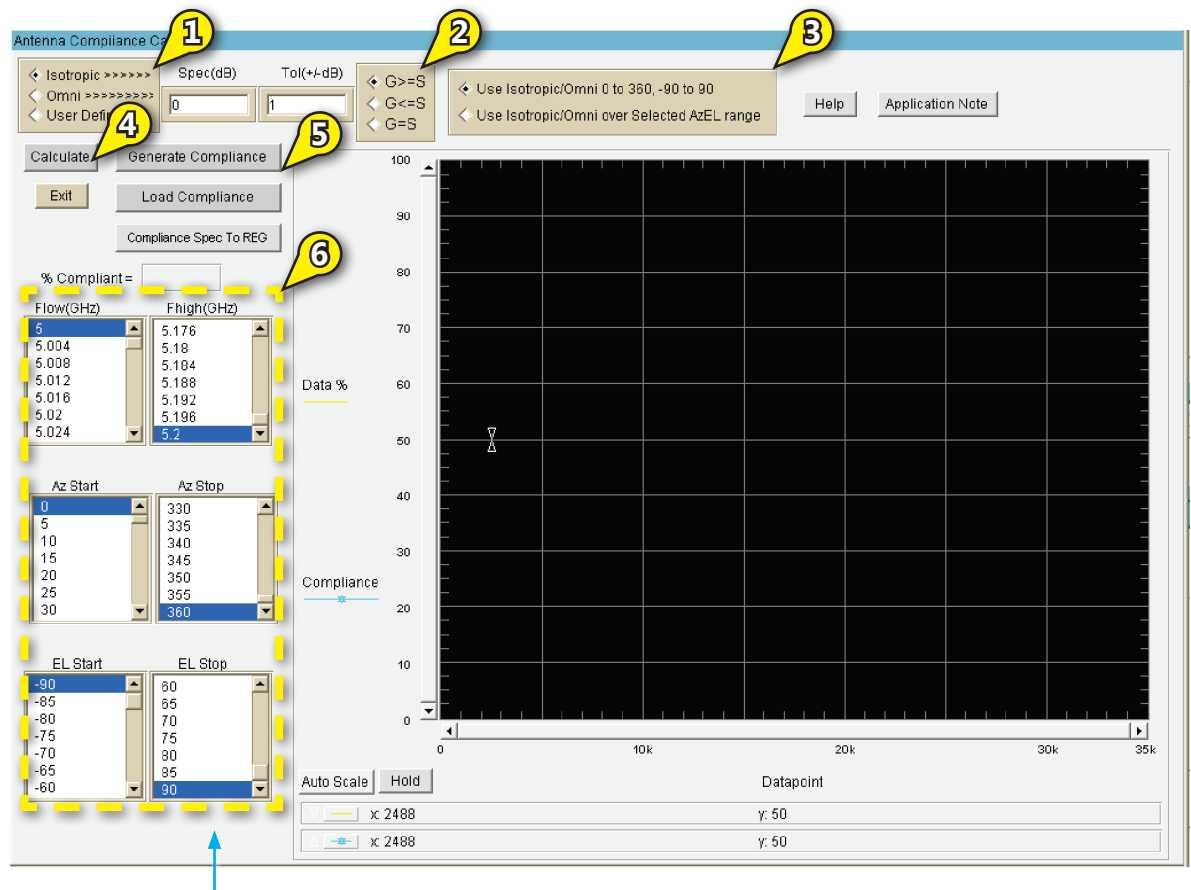 Antenna Compiliance Ca
1
2
3
Isotropic >>>>>>
Omni >>>>>>>>>
User Defin
Spec(dB)
0
Tol(+/-dB)
1
G>=S
G<=S
G=S
Use Isotropic/Omni 0 to 360, -90 to 90
Use Isotropic/Omni over Selected AzEL range
Help
Application Note
4
5
Calculate
Generate Compliance
Exit
Load Compliance
Compliance Spec To REG
6
% Compliant =
Flow(GHz)
5
5.004
5.008
5.012
5.016
5.02
5.024
Fhigh(GHz)
5.176
5.18
5.184
5.188
5.192
5.196
5.2
Az Start
0
5
10
15
20
25
30
Az Stop
330
335
340
345
350
355
360
EL Start
-90
-85
-80
-75
-70
-65
-60
EL Stop
60
65
70
75
80
85
90
Data %
Compliance
100
90
80
70
60
50
40
30
20
10
0
0
10k
20k
30k
35k
Auto Scale
Hold
Datapoint
x: 2488
y: 50
x: 2488
y: 50